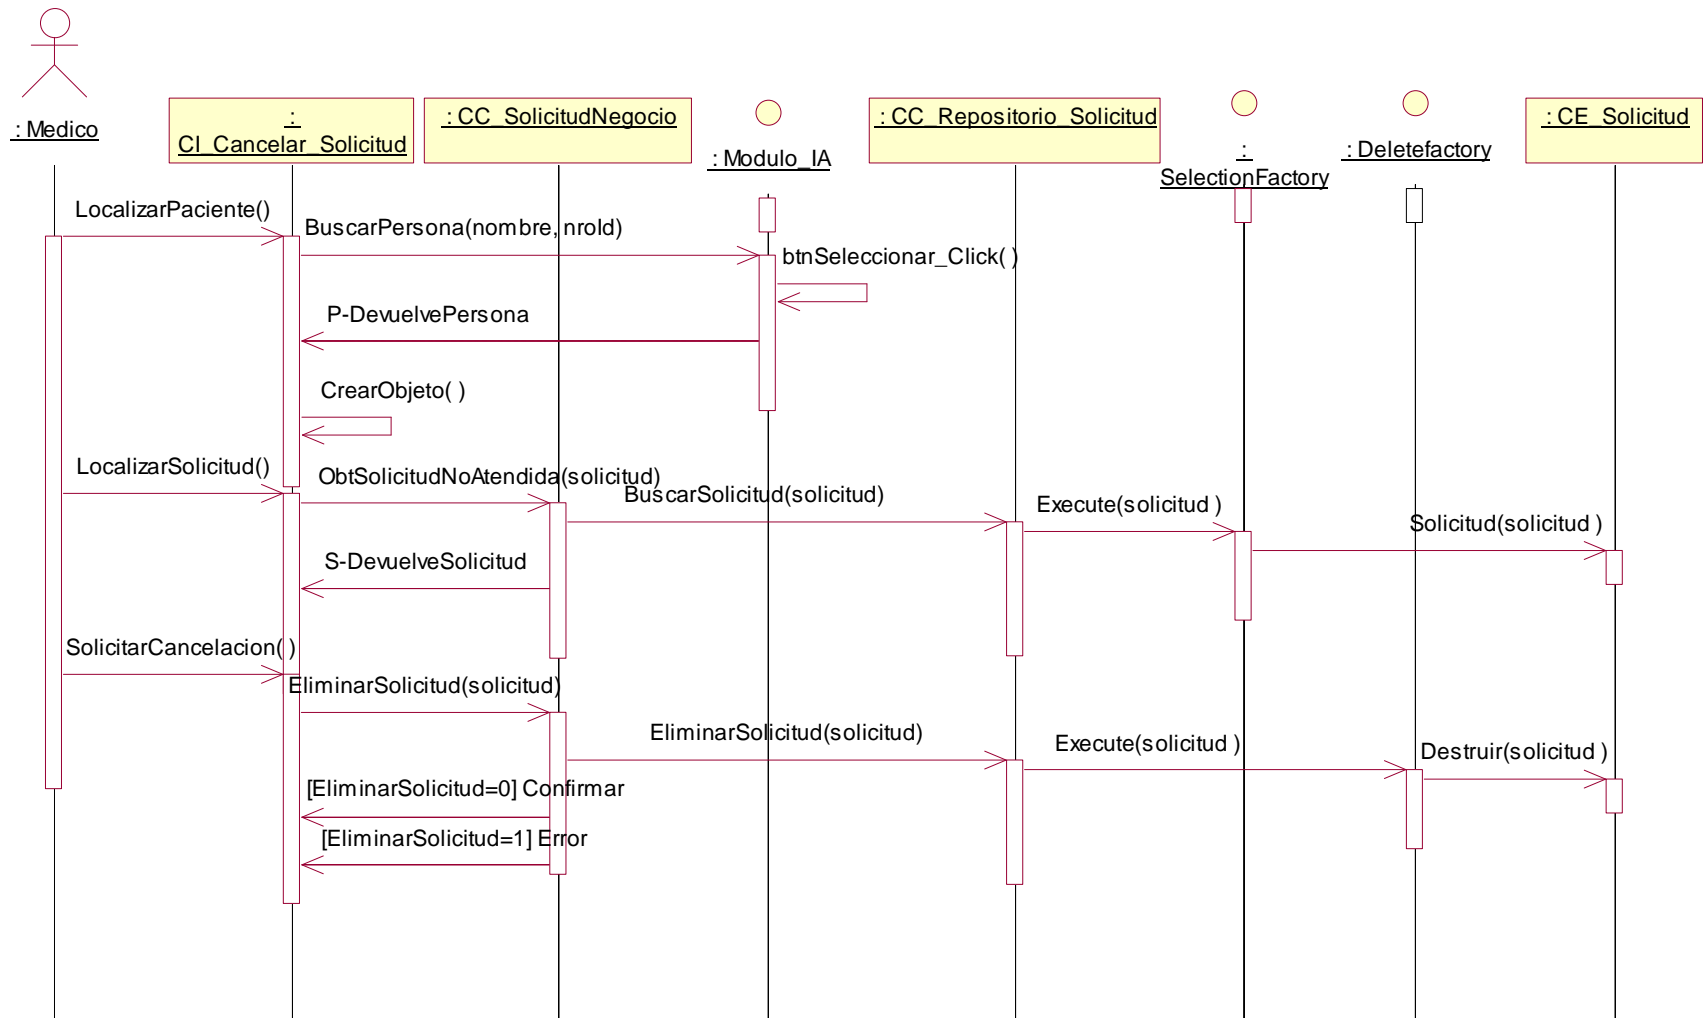 : Medico
:
CI_Cancelar_Solicitud
: CC_SolicitudNegocio
: Modulo_IA
: CC_Repositorio_Solicitud
:
SelectionFactory
: Deletefactory
: CE_Solicitud
LocalizarPaciente()
BuscarPersona(nombre, nroId)
btnSeleccionar_Click( )
P-DevuelvePersona
CrearObjeto( )
LocalizarSolicitud()
ObtSolicitudNoAtendida(solicitud)
BuscarSolicitud(solicitud)
Execute(solicitud )
Solicitud(solicitud )
S-DevuelveSolicitud
SolicitarCancelacion( )
EliminarSolicitud(solicitud)
EliminarSolicitud(solicitud)
Execute(solicitud )
Destruir(solicitud )
[EliminarSolicitud=0] Confirmar
[EliminarSolicitud=1] Error